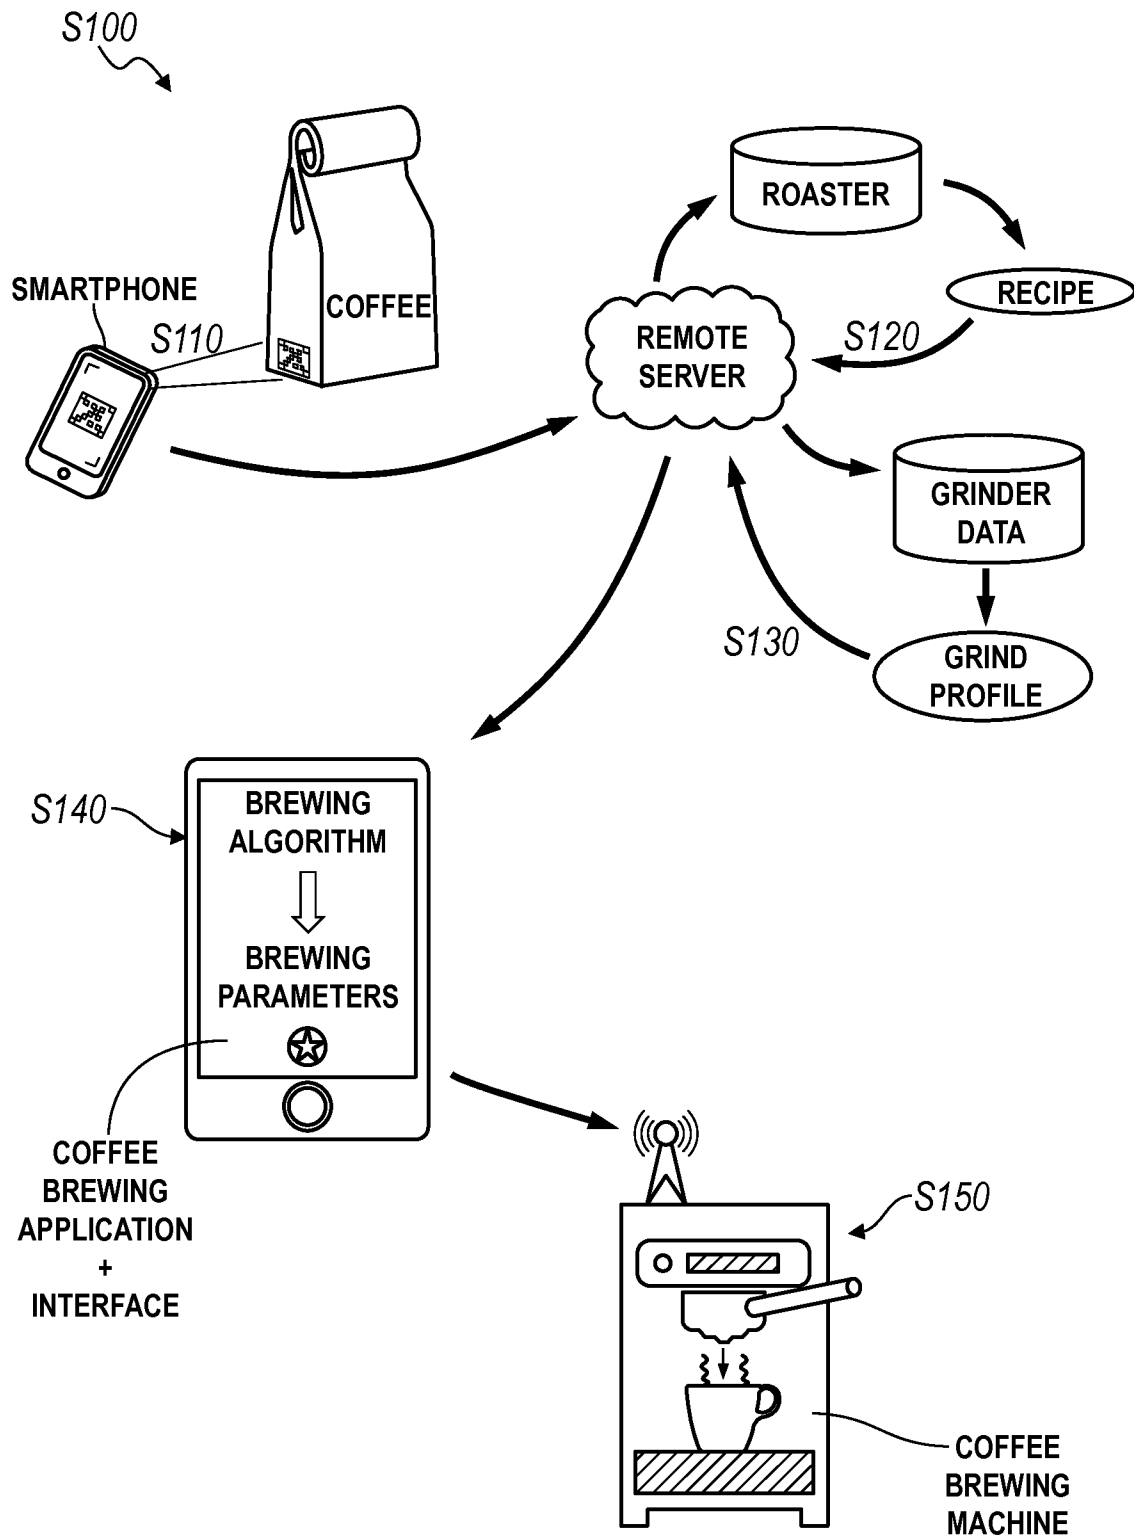 S100
ROASTER
SMARTPHONE
S110
COFFEE
RECIPE
REMOTE
SERVER
S120
GRINDER
DATA
S130
GRIND
PROFILE
S140
BREWING
ALGORITHM
BREWING
PARAMETERS
COFFEE
BREWING
APPLICATION
+
INTERFACE
S150
COFFEE
BREWING
MACHINE